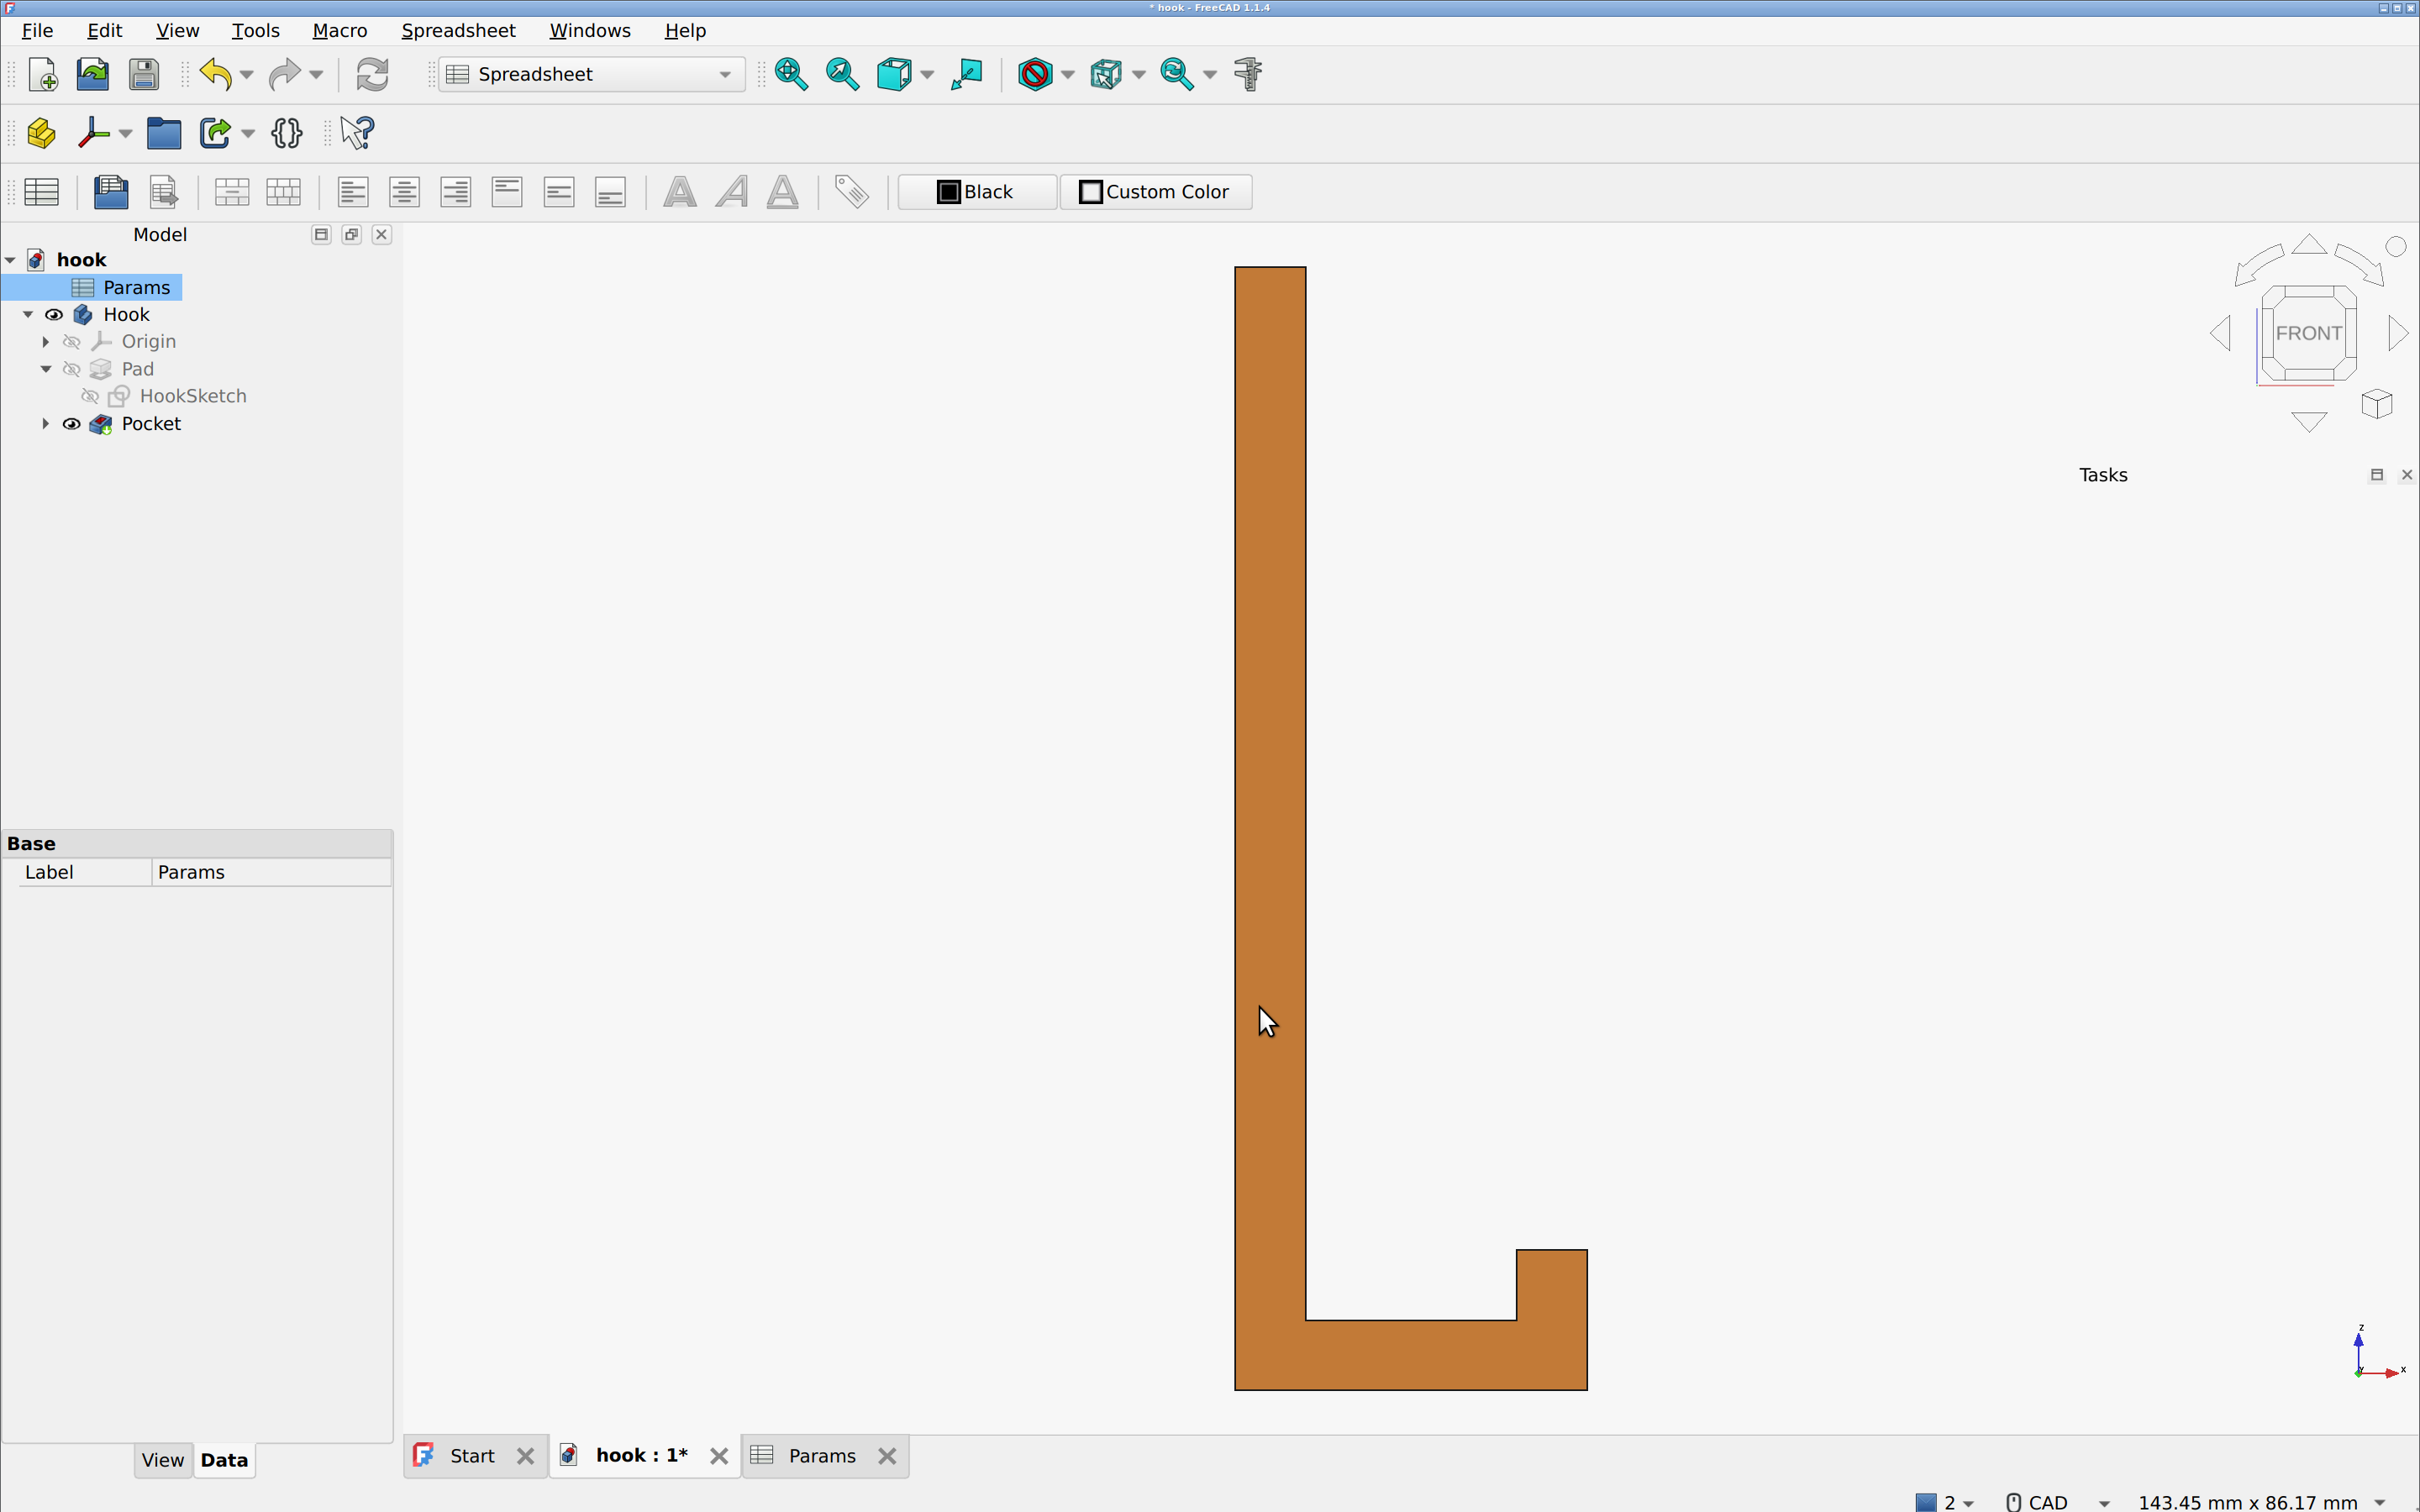 * hook - FreeCAD 1.1.4
File Edit View Tools Macro Spreadsheet Windows Help
Spreadsheet
Black Custom Color
Model
hook
Params
Hook
Origin
Pad
HookSketch
Pocket
FRONT
Tasks
Base
Label Params
z
Y x
View Data
Start hook : 1* Params
2 CAD 143.45 mm x 86.17 mm